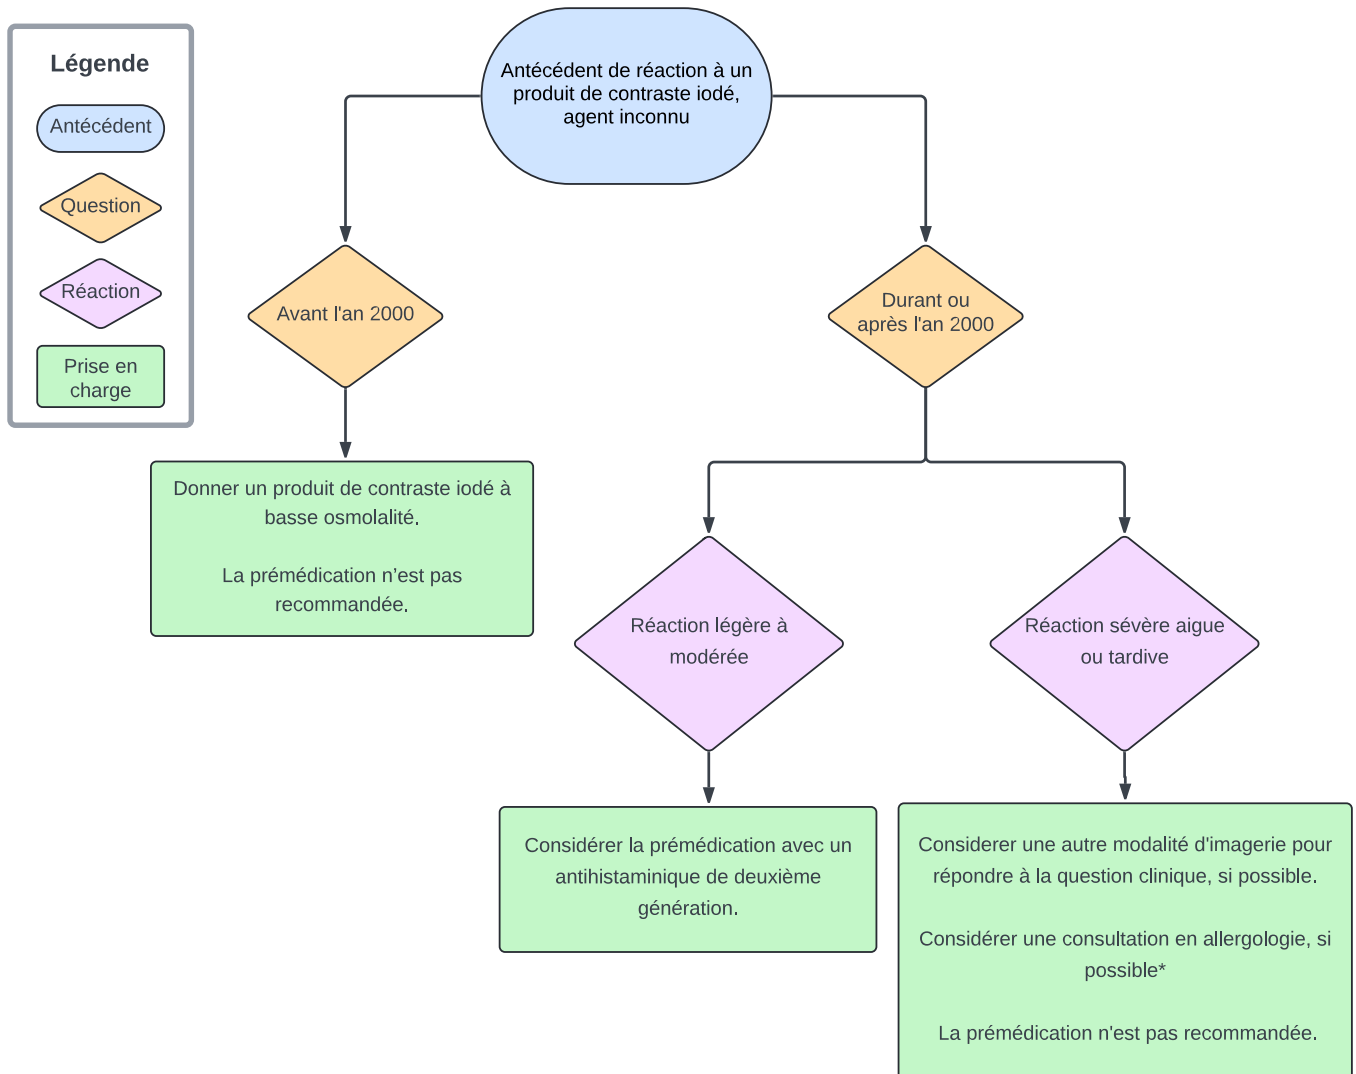 Légende
Antécédent
Question
Réaction
Prise en
charge
Antécédent de réaction à un
produit de contraste iodé,
agent inconnu
Avant l'an 2000
Durant ou
après l'an 2000
Donner un produit de contraste iodé à
basse osmolalité.
La prémédication n’est pas
recommandée.
Réaction légère à
modérée
Réaction sévère aigue
ou tardive
Considérer la prémédication avec un
antihistaminique de deuxième
génération.
Considerer une autre modalité d'imagerie pour
répondre à la question clinique, si possible.
Considérer une consultation en allergologie, si
possible*
La prémédication n'est pas recommandée.